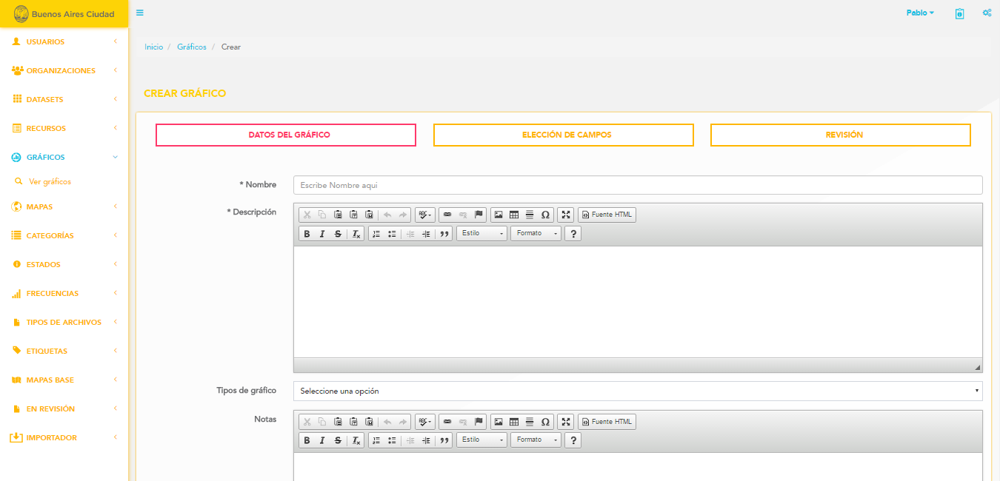 Buenos Aires Ciudad
Pablo
USUARIOS
ORGANIZACIONES
DATASETS
RECURSOS
GRÁFICOS
Ver gráficos
MAPAS
CATEGORÍAS
ESTADOS
FRECUENCIAS
TIPOS DE ARCHIVOS
ETIQUETAS
MAPAS BASE
EN REVISIÓN
IMPORTADOR
Inicio / Gráficos / Crear
CREAR GRÁFICO
DATOS DEL GRÁFICO
ELECCIÓN DE CAMPOS
REVISIÓN
* Nombre
Escribe Nombre aqui
* Descripción
Fuente HTML
Estilo
Formato
?
Tipos de gráfico
Seleccione una opción
Notas
Fuente HTML
Estilo
Formato
?